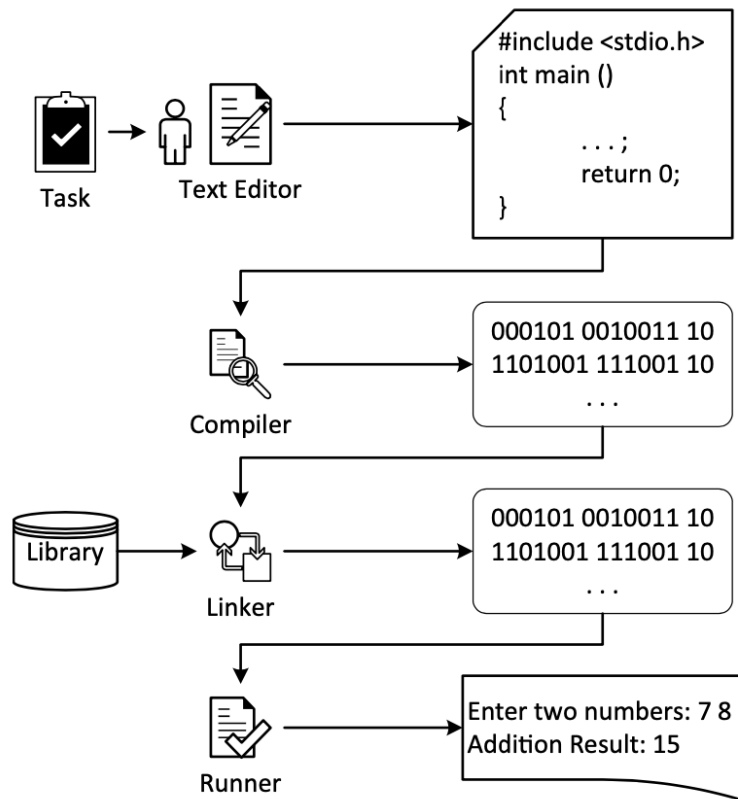 Task
Text Editor
#include <stdio.h>
int main ()
{
. . . ;
return 0;
}
Compiler
000101 0010011 10
1101001 111001 10
. . .
Library
Linker
000101 0010011 10
1101001 111001 10
. . .
Runner
Enter two numbers: 7 8
Addition Result: 15